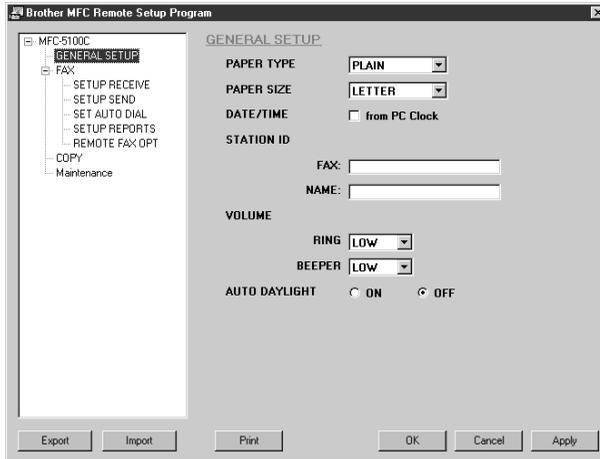 Brother MFC Remote Setup Program
MFC-5100C
GENERAL SETUP
FAX
SETUP RECEIVE
SETUP SEND
SET AUTO DIAL
SETUP REPORTS
REMOTE FAX OPT
COPY
Maintenance
GENERAL SETUP
PAPER TYPE PLAIN
PAPER SIZE LETTER
DATE/TIME from PC Clock
STATION ID
FAX:
NAME:
VOLUME
RING LOW
BEEPER LOW
AUTO DAYLIGHT ON OFF
Export Import Print OK Cancel Apply